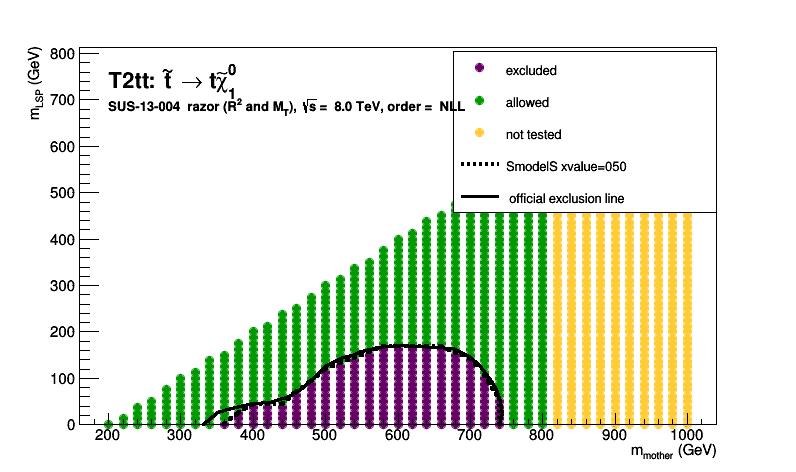 m_LSP (GeV)
800
700
600
500
400
300
200
100
0
T2tt: t̃ → tχ̃₁⁰
SUS-13-004 razor (R² and M_T), √s = 8.0 TeV, order = NLL
excluded
allowed
not tested
SmodelS xvalue=050
official exclusion line
200 300 400 500 600 700 800 900 1000
m_mother (GeV)